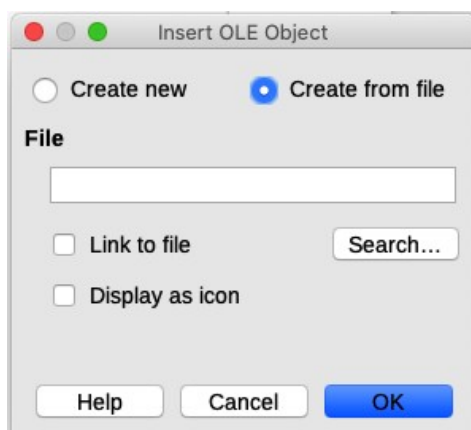 Insert OLE Object
Create new Create from file
File
Link to file Search...
Display as icon
Help Cancel OK